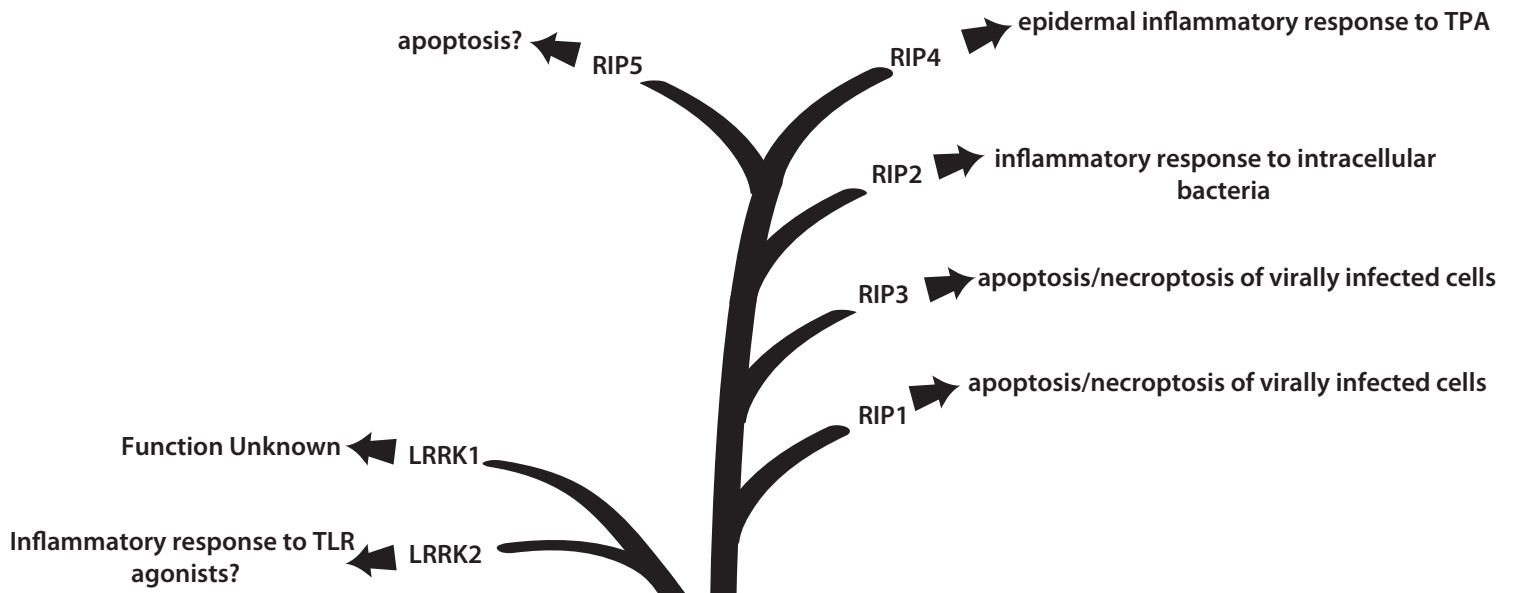 apoptosis?
RIP5
RIP4
epidermal inflammatory response to TPA
RIP2
inflammatory response to intracellular
bacteria
RIP3
apoptosis/necroptosis of virally infected cells
RIP1
apoptosis/necroptosis of virally infected cells
Function Unknown
LRRK1
Inflammatory response to TLR
agonists?
LRRK2